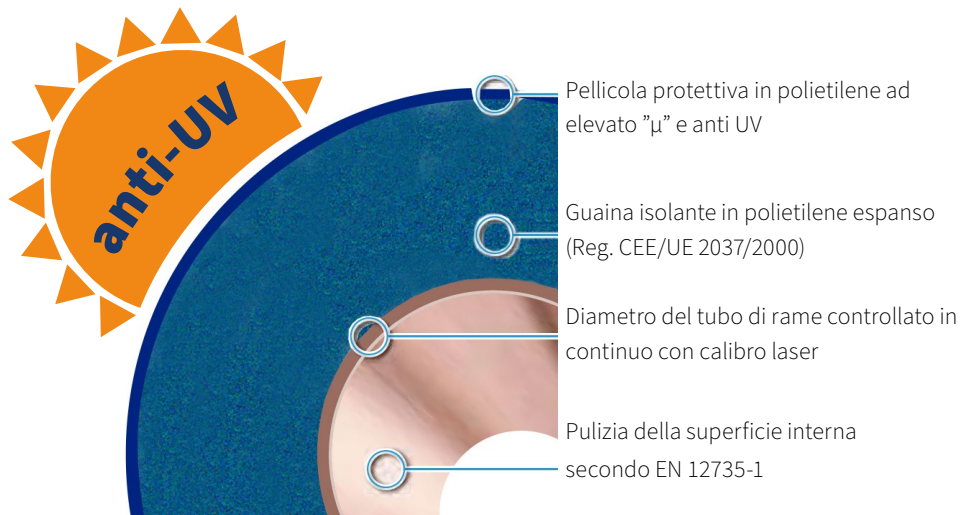 anti-UV
Pellicola protettiva in polietilene ad
elevato ”µ” e anti UV
Guaina isolante in polietilene espanso
(Reg. CEE/UE 2037/2000)
Diametro del tubo di rame controllato in
continuo con calibro laser
Pulizia della superficie interna
secondo EN 12735-1